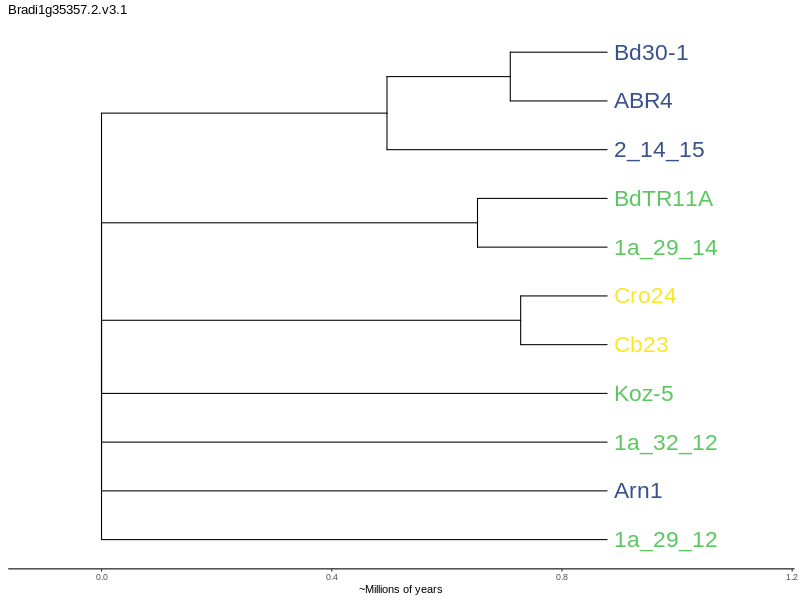 Bradi1g35357.2.v3.1
Bd30-1
ABR4
2_14_15
BdTR11A
1a_29_14
Cro24
Cb23
Koz-5
1a_32_12
Arn1
1a_29_12
0.0 0.4 0.8 1.2
~Millions of years